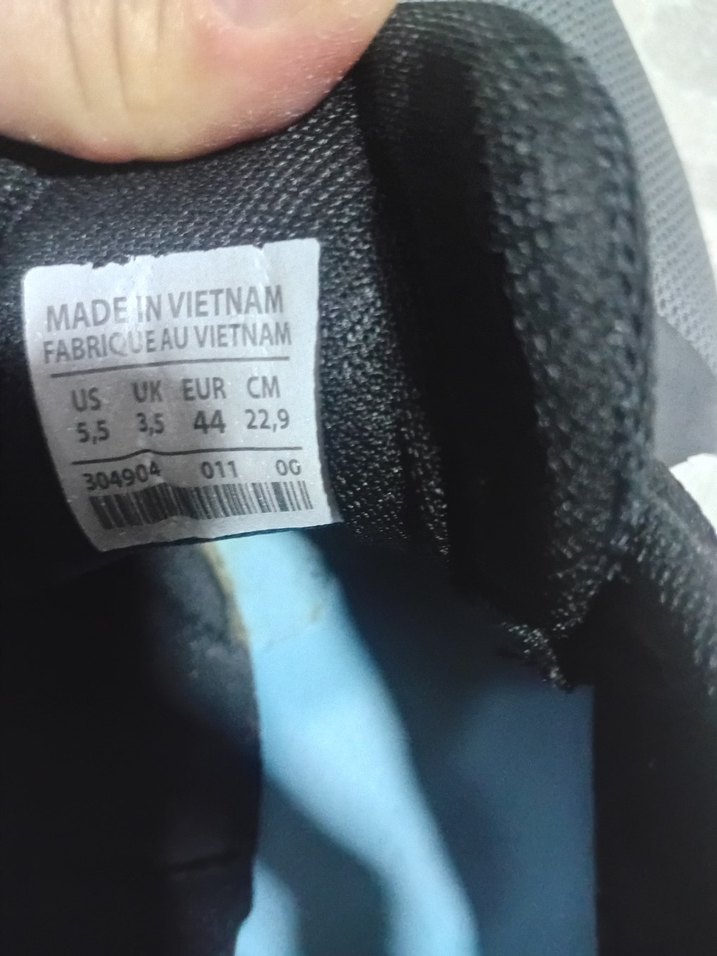 MADE IN VIETNAM
FABRIQUE AU VIETNAM
US UK EUR CM
5,5 3,5 44 22,9
304904 011 OG